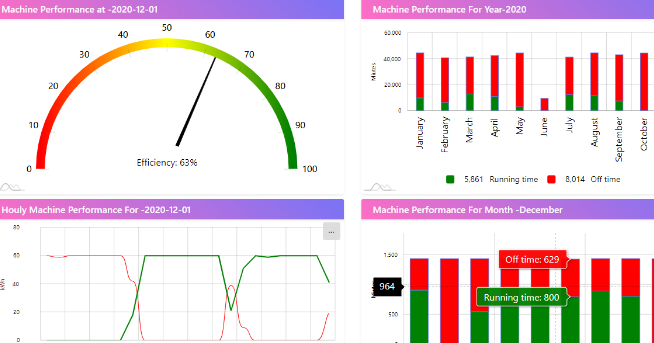 Machine Performance at -2020-12-01
50
40 60
30 70
20 80
10 90
0 100
Efficiency: 63%
Machine Performance For Year-2020
60,000
40,000
20,000
0
January February March April May June July August September October
5,861 Running time 8,014 Off time
Houly Machine Performance For -2020-12-01
...
80
60
40
20
0
kWh
Machine Performance For Month -December
1,500
500
964
Off time: 629
Running time: 800